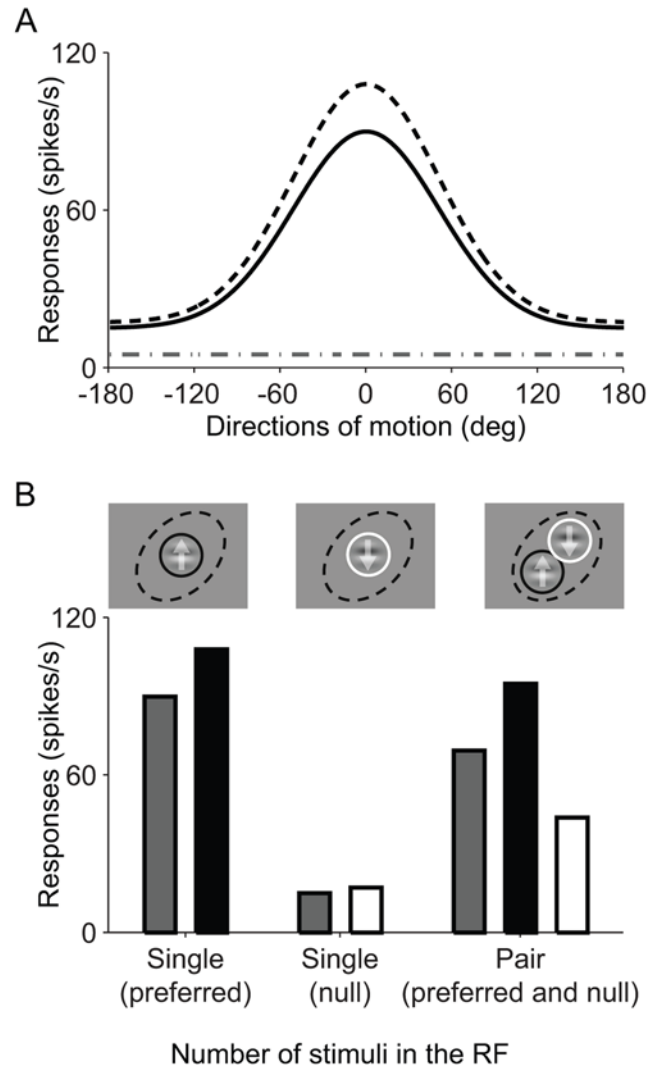 A
Responses (spikes/s)
120
60
0
-180 -120 -60 0 60 120 180
Directions of motion (deg)
B
Responses (spikes/s)
120
60
0
Single Single Pair
(preferred) (null) (preferred and null)
Number of stimuli in the RF